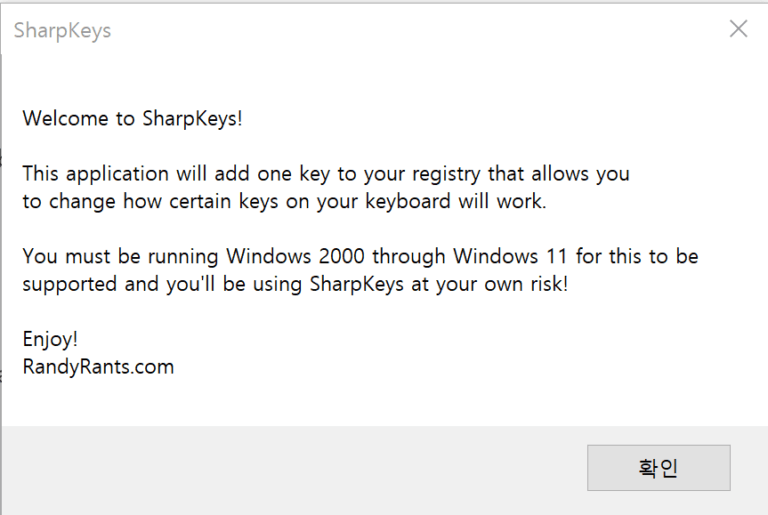 SharpKeys
Welcome to SharpKeys!
This application will add one key to your registry that allows you
to change how certain keys on your keyboard will work.
You must be running Windows 2000 through Windows 11 for this to be
supported and you'll be using SharpKeys at your own risk!
Enjoy!
RandyRants.com
확인